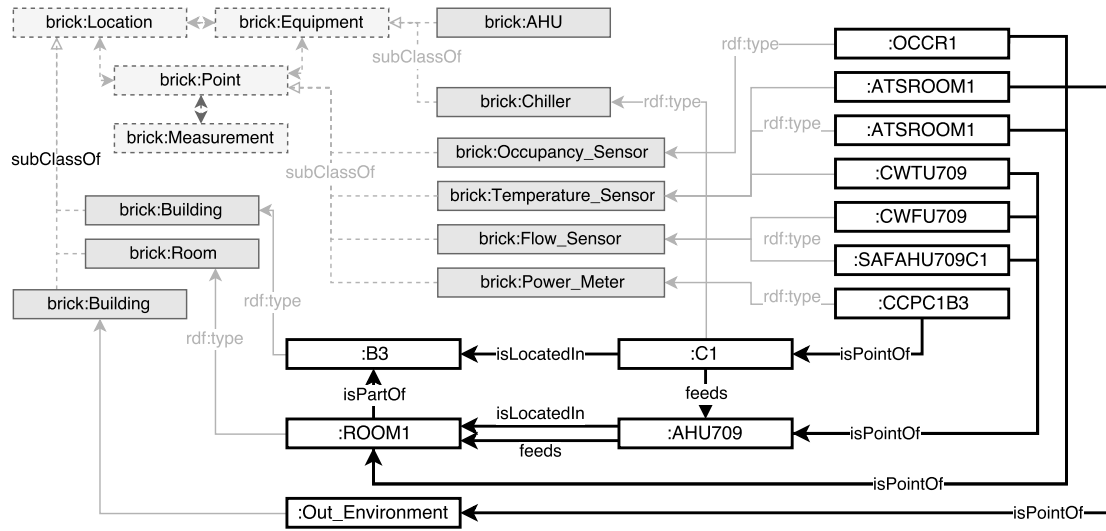 brick:Location
brick:Equipment
brick:AHU
:OCCR1
rdf:type
subClassOf
brick:Point
:ATSROOM1
brick:Chiller
rdf:type
brick:Measurement
rdf:type
:ATSROOM1
subClassOf
brick:Occupancy_Sensor
subClassOf
:CWTU709
brick:Temperature_Sensor
brick:Building
:CWFU709
brick:Flow_Sensor
rdf:type
brick:Room
:SAFAHU709C1
brick:Power_Meter
rdf:type
:CCPC1B3
brick:Building
rdf:type
rdf:type
:B3
isLocatedIn
:C1
isPointOf
isPartOf
feeds
isLocatedIn
:ROOM1
:AHU709
isPointOf
feeds
isPointOf
:Out_Environment
isPointOf